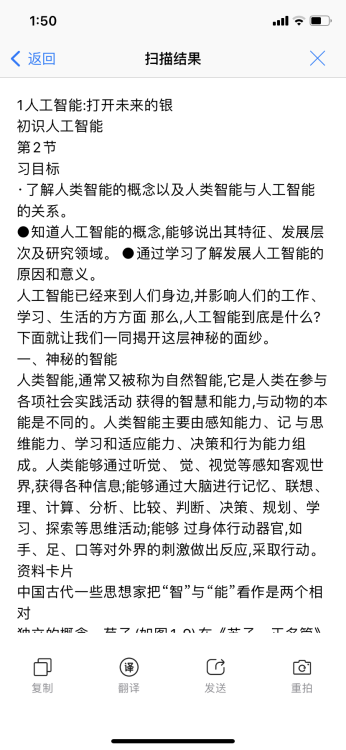 1:50
返回
扫描结果
1人工智能:打开未来的银
初识人工智能
第2节
习目标
·了解人类智能的概念以及人类智能与人工智能
的关系。
●知道人工智能的概念,能够说出其特征、发展层
次及研究领域。 ●通过学习了解发展人工智能的
原因和意义。
人工智能已经来到人们身边,并影响人们的工作、
学习、生活的方方面 那么,人工智能到底是什么?
下面就让我们一同揭开这层神秘的面纱。
一、神秘的智能
人类智能,通常又被称为自然智能,它是人类在参与
各项社会实践活动 获得的智慧和能力,与动物的本
能是不同的。人类智能主要由感知能力、记 与思
维能力、学习和适应能力、决策和行为能力组
成。人类能够通过听觉、 觉、视觉等感知客观世
界,获得各种信息;能够通过大脑进行记忆、联想、
理、计算、分析、比较、判断、决策、规划、学
习、探索等思维活动;能够 过身体行动器官,如
手、足、口等对外界的刺激做出反应,采取行动。
资料卡片
中国古代一些思想家把“智”与“能”看作是两个相
对
独立的概念。荀子(如图1-9)在《荀子 正名篇》
译
复制
翻译
发送
重拍